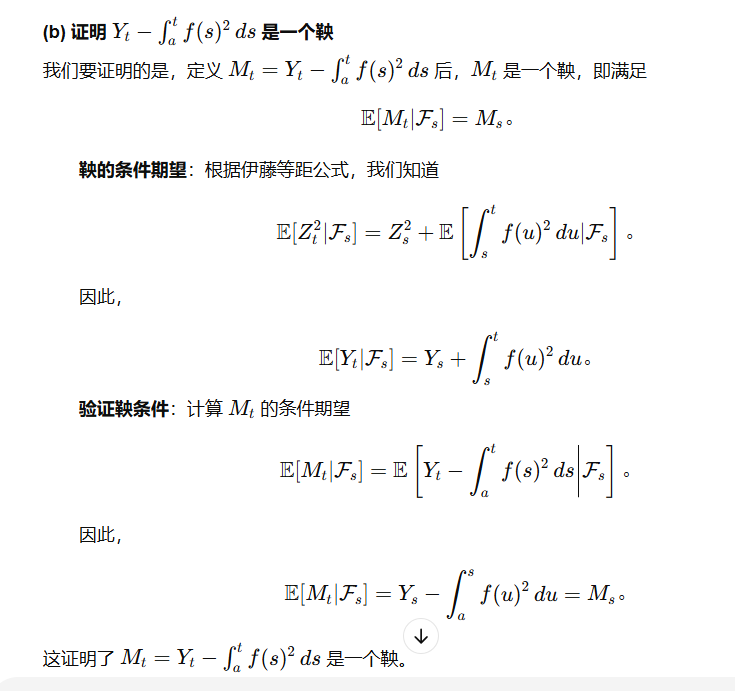 (b) 证明 $Y_t - \int_a^t f(s)^2 \, ds$ 是一个鞅
我们要证明的是，定义 $M_t = Y_t - \int_a^t f(s)^2 \, ds$ 后，$M_t$ 是一个鞅，即满足
$\mathbb{E}[M_t|\mathcal{F}_s] = M_s$。
鞅的条件期望：根据伊藤等距公式，我们知道
$\mathbb{E}[Z_t^2|\mathcal{F}_s] = Z_s^2 + \mathbb{E}\left[\int_s^t f(u)^2 \, du|\mathcal{F}_s\right]$。
因此，
$\mathbb{E}[Y_t|\mathcal{F}_s] = Y_s + \int_s^t f(u)^2 \, du$。
验证鞅条件：计算 $M_t$ 的条件期望
$\mathbb{E}[M_t|\mathcal{F}_s] = \mathbb{E}\left[Y_t - \int_a^t f(s)^2 \, ds\middle|\mathcal{F}_s\right]$。
因此，
$\mathbb{E}[M_t|\mathcal{F}_s] = Y_s - \int_a^s f(u)^2 \, du = M_s$。
这证明了 $M_t = Y_t - \int_a^t f(s)^2 \, ds$ 是一个鞅。